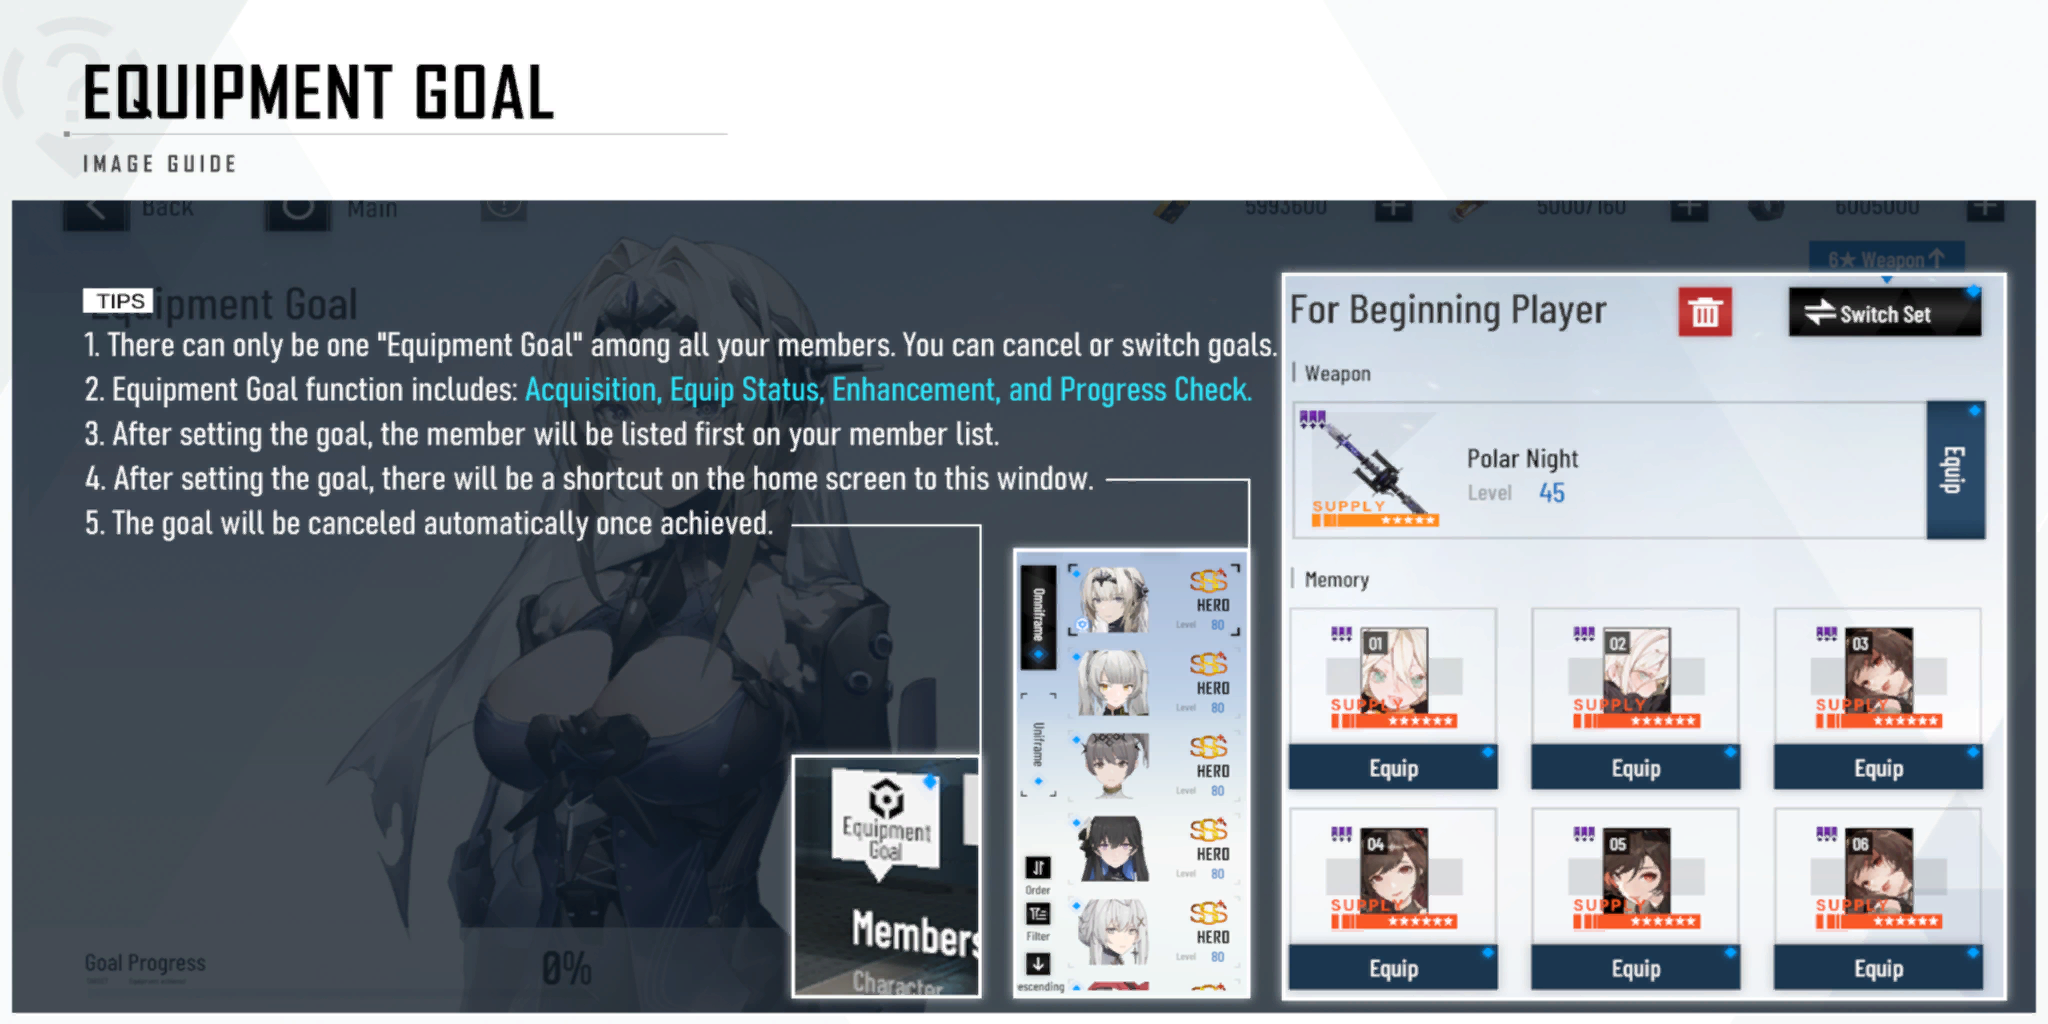 EQUIPMENT GOAL
IMAGE GUIDE
Back
Main
5993600
5000/160
6005000
6★ Weapon
Equipment Goal
TIPS
1. There can only be one "Equipment Goal" among all your members. You can cancel or switch goals.
2. Equipment Goal function includes: Acquisition, Equip Status, Enhancement, and Progress Check.
3. After setting the goal, the member will be listed first on your member list.
4. After setting the goal, there will be a shortcut on the home screen to this window.
5. The goal will be canceled automatically once achieved.
Goal Progress
0%
Equipment
Goal
Members
Character
Omniframe
Uniframe
Order
Filter
escending
SSS
HERO
Level 80
SSS
HERO
Level 80
SSS
HERO
Level 80
SSS
HERO
Level 80
SSS
HERO
Level 80
For Beginning Player
Switch Set
Weapon
Polar Night
Level 45
SUPPLY
Equip
Memory
01
SUPPLY
Equip
02
SUPPLY
Equip
03
SUPPLY
Equip
04
SUPPLY
Equip
05
SUPPLY
Equip
06
SUPPLY
Equip